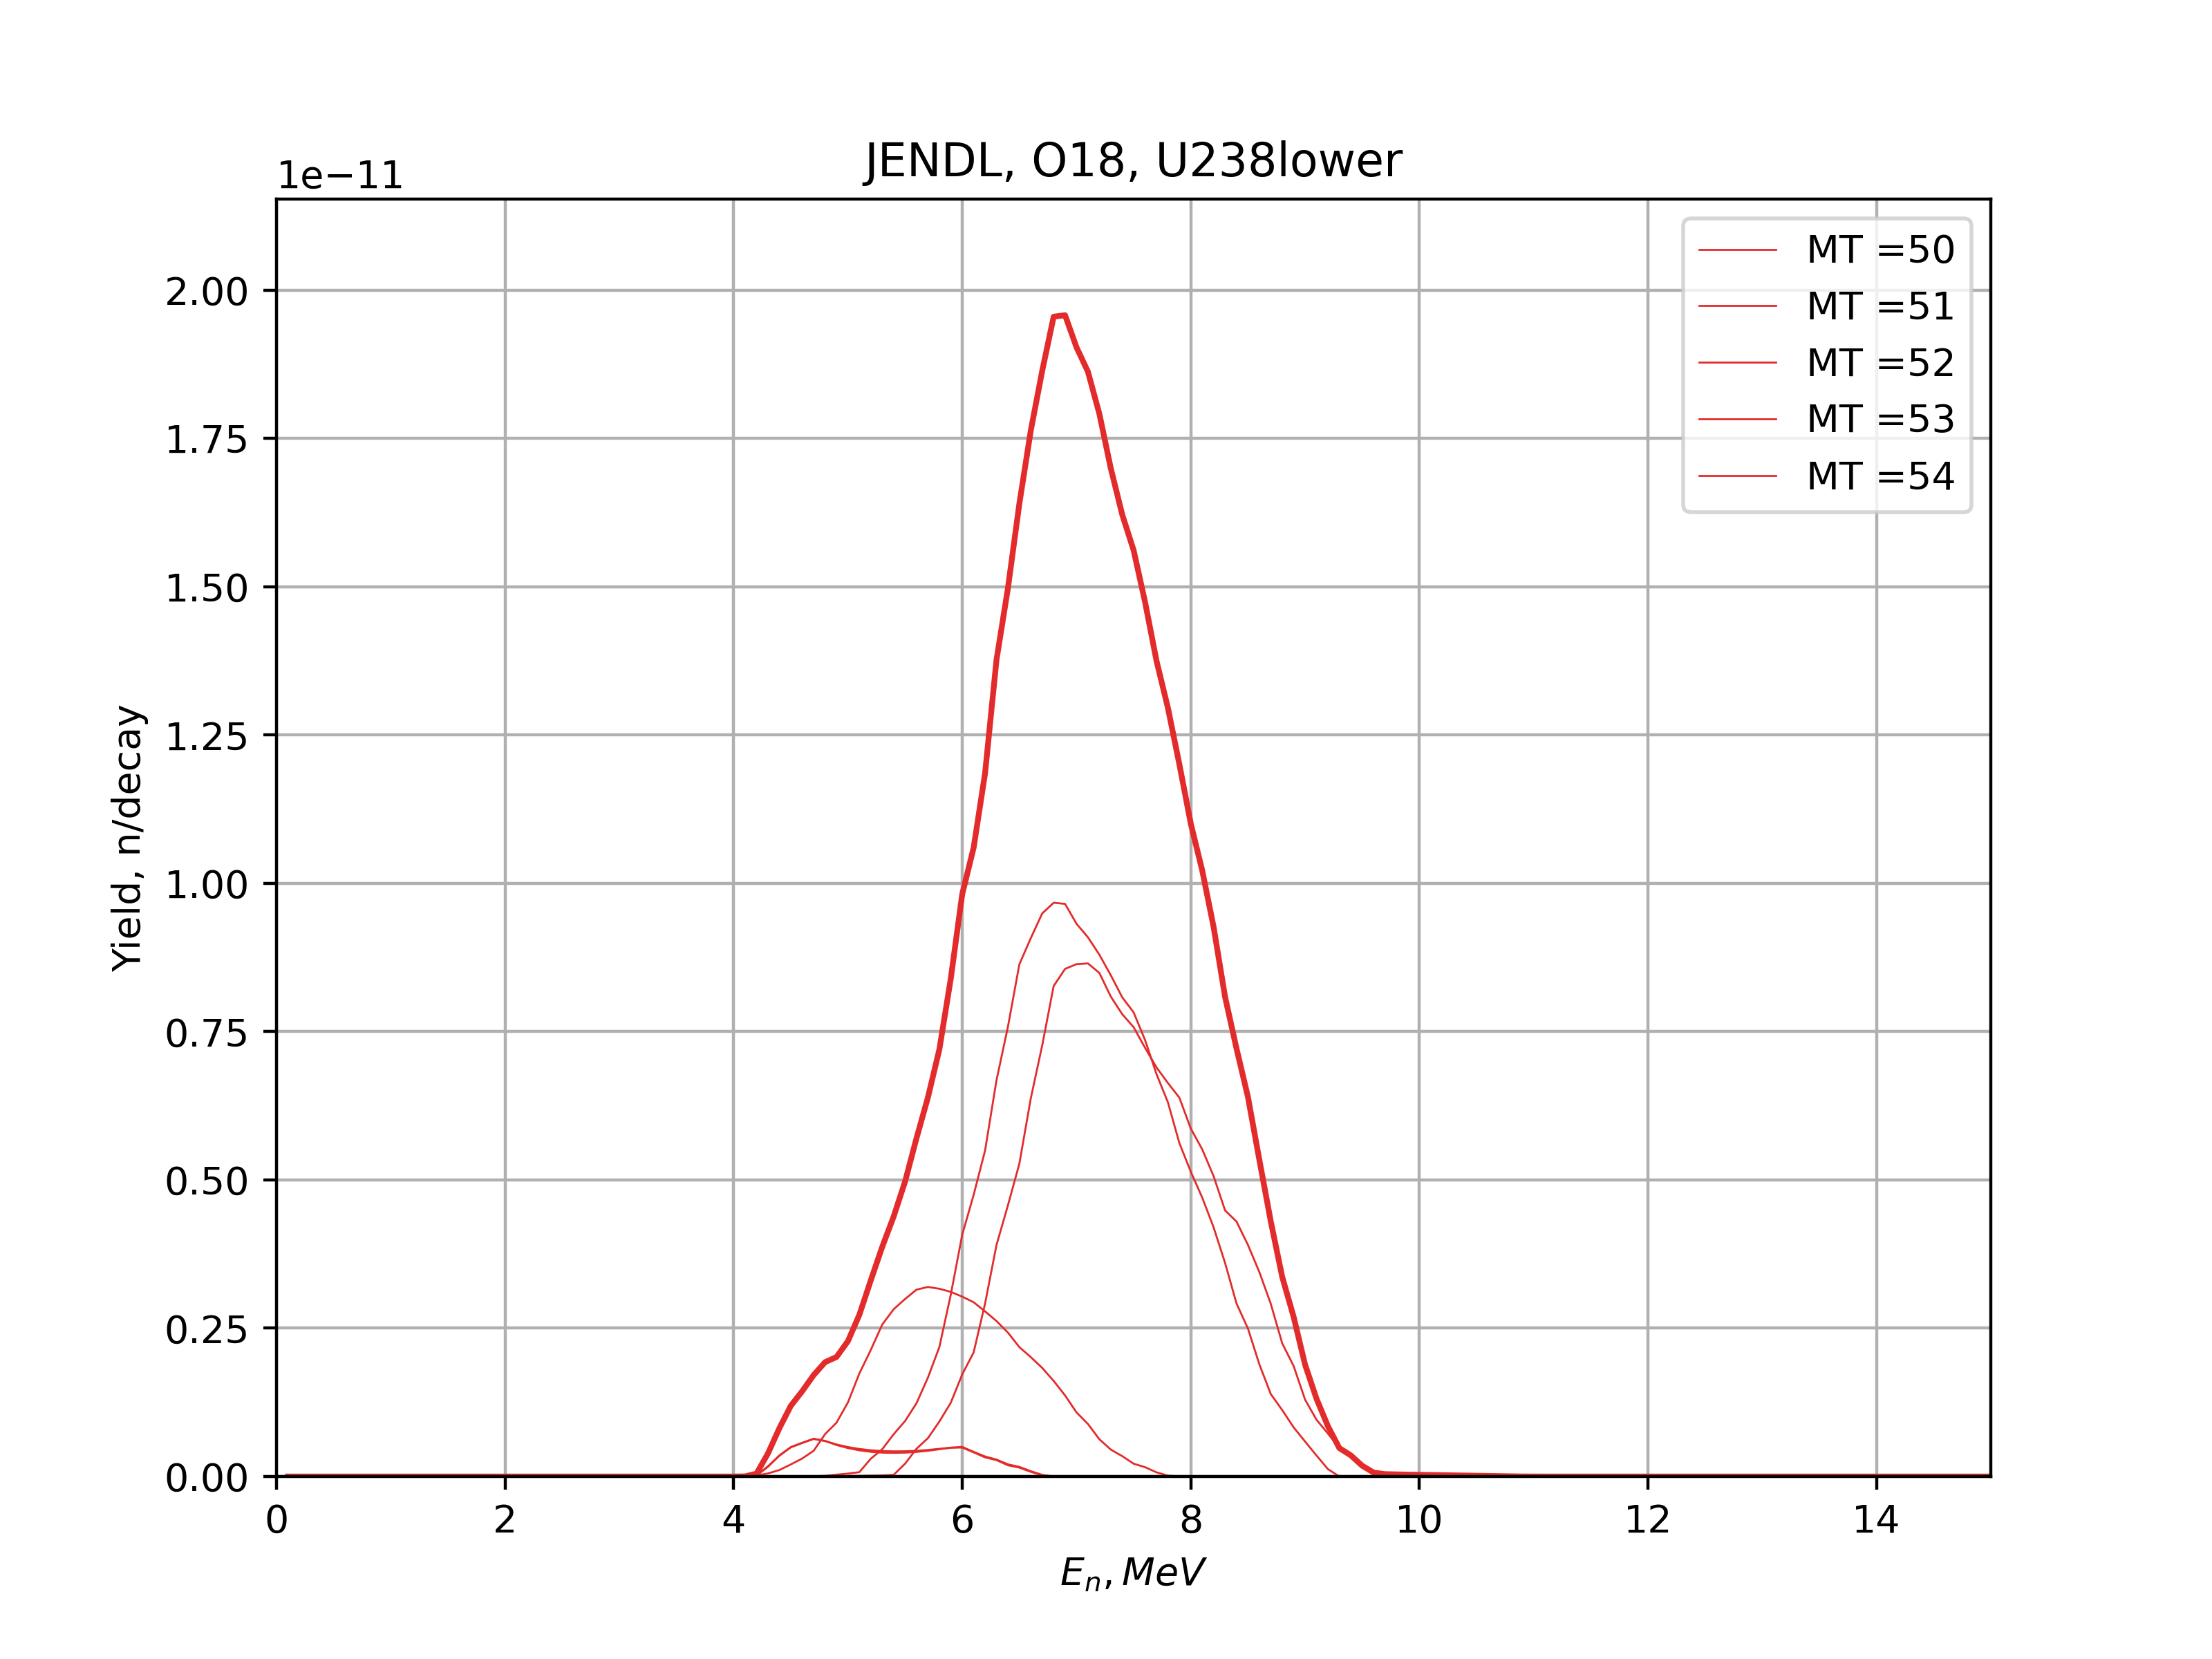 JENDL, O18, U238lower
1e−11
2.00
1.75
1.50
1.25
1.00
0.75
0.50
0.25
0.00
Yield, n/decay
MT =50
MT =51
MT =52
MT =53
MT =54
0 2 4 6 8 10 12 14
Eₙ, MeV